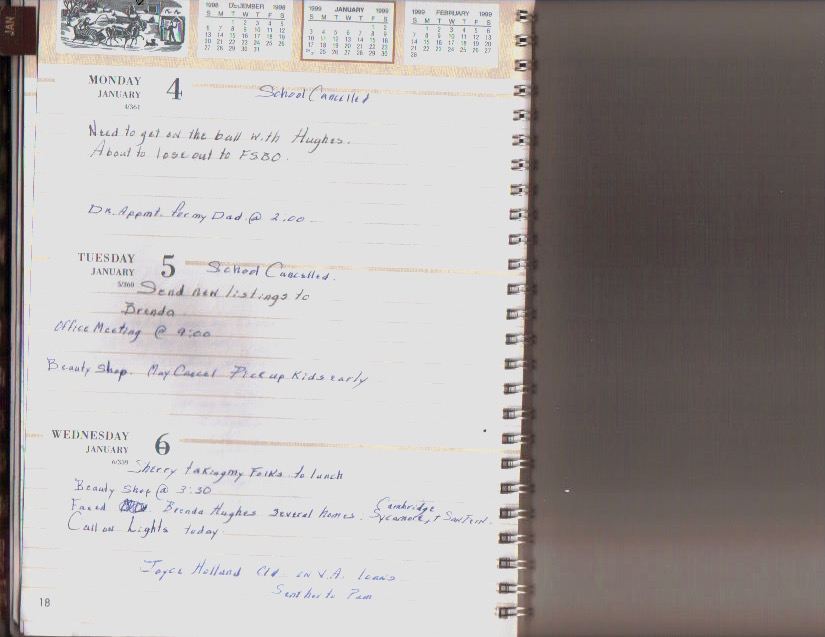 JAN
1998 DECEMBER 1998
S M T W T F S
1 2 3 4 5
6 7 8 9 10 11 12
13 14 15 16 17 18 19
20 21 22 23 24 25 26
27 28 29 30 31
1999 JANUARY 1999
S M T W T F S
1 2
3 4 5 6 7 8 9
10 11 12 13 14 15 16
17 18 19 20 21 22 23
25 26 27 28 29 30
1999 FEBRUARY 1999
S M T W T F S
1 2 3 4 5 6
7 8 9 10 11 12 13
14 15 16 17 18 19 20
21 22 23 24 25 26 27
28
MONDAY 4
JANUARY School Cancelled
4/361
Need to get on the ball with Hughes.
About to lose out to FSBO.
Dr. Appmt. for my Dad @ 2:00
TUESDAY 5
JANUARY School Cancelled.
5/360 Send new listings to
Brenda
Office Meeting @ 9:00
Beauty Shop. May Cancel Pick up Kids early
WEDNESDAY 6
JANUARY
6/359 Sherry taking my Folks to lunch
Beauty Shop @ 3:30
Faxed Brenda Hughes Several homes: Cambridge
Sycamore, +
Call on Lights today.
Joyce Holland Cld. on V.A. loans
Sent her to Pam
18